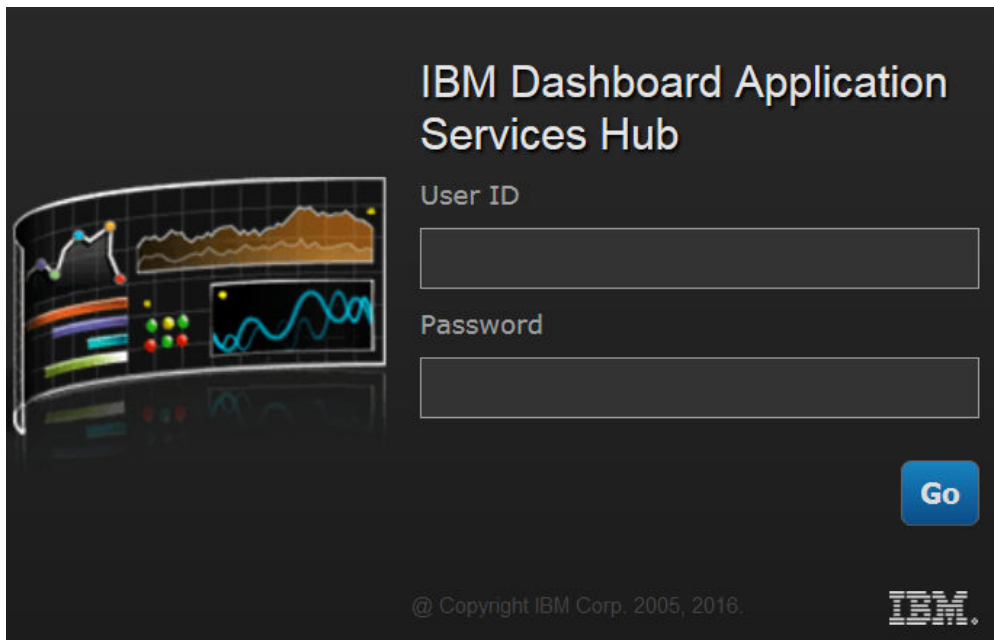 IBM Dashboard Application
Services Hub
User ID
Password
Go
@ Copyright IBM Corp. 2005, 2016.
IBM.